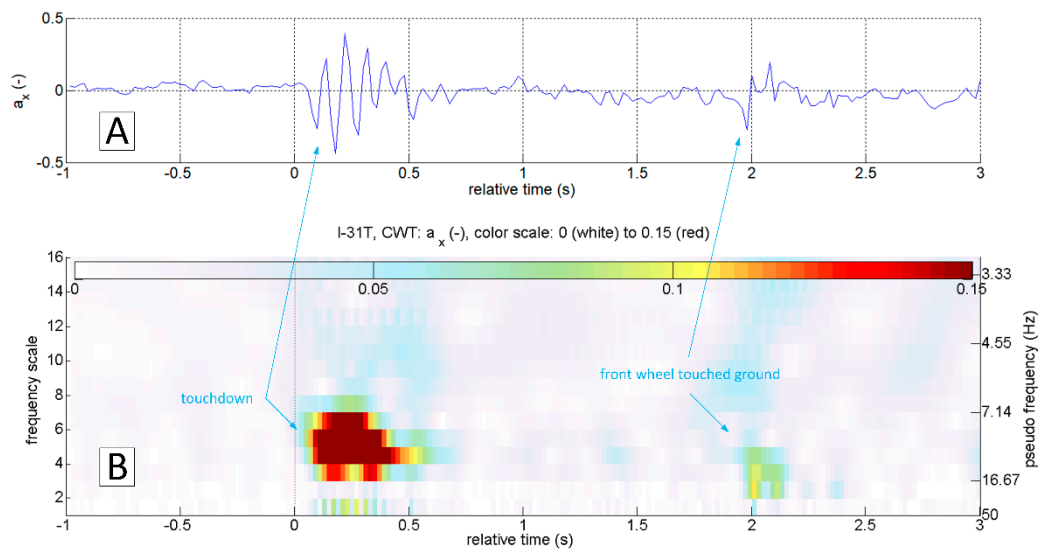 0.5
0
-0.5
a_x (-)
A
-1 -0.5 0 0.5 1 1.5 2 2.5 3
relative time (s)
I-31T, CWT: a_x (-), color scale: 0 (white) to 0.15 (red)
16
14
12
10
8
6
4
2
frequency scale
0 0.05 0.1 0.15
3.33
4.55
7.14
16.67
50
pseudo frequency (Hz)
touchdown
front wheel touched ground
B
-1 -0.5 0 0.5 1 1.5 2 2.5 3
relative time (s)